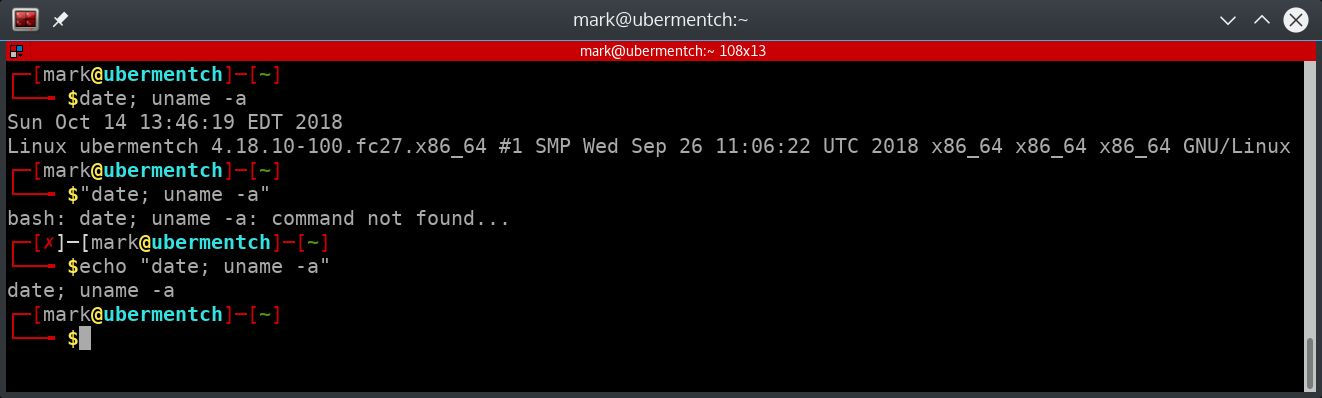 mark@ubermentch:~
mark@ubermentch:~ 108x13
┌─[mark@ubermentch]─[~]
└──╼ $date; uname -a
Sun Oct 14 13:46:19 EDT 2018
Linux ubermentch 4.18.10-100.fc27.x86_64 #1 SMP Wed Sep 26 11:06:22 UTC 2018 x86_64 x86_64 x86_64 GNU/Linux
┌─[mark@ubermentch]─[~]
└──╼ $"date; uname -a"
bash: date; uname -a: command not found...
┌─[✗]─[mark@ubermentch]─[~]
└──╼ $echo "date; uname -a"
date; uname -a
┌─[mark@ubermentch]─[~]
└──╼ $